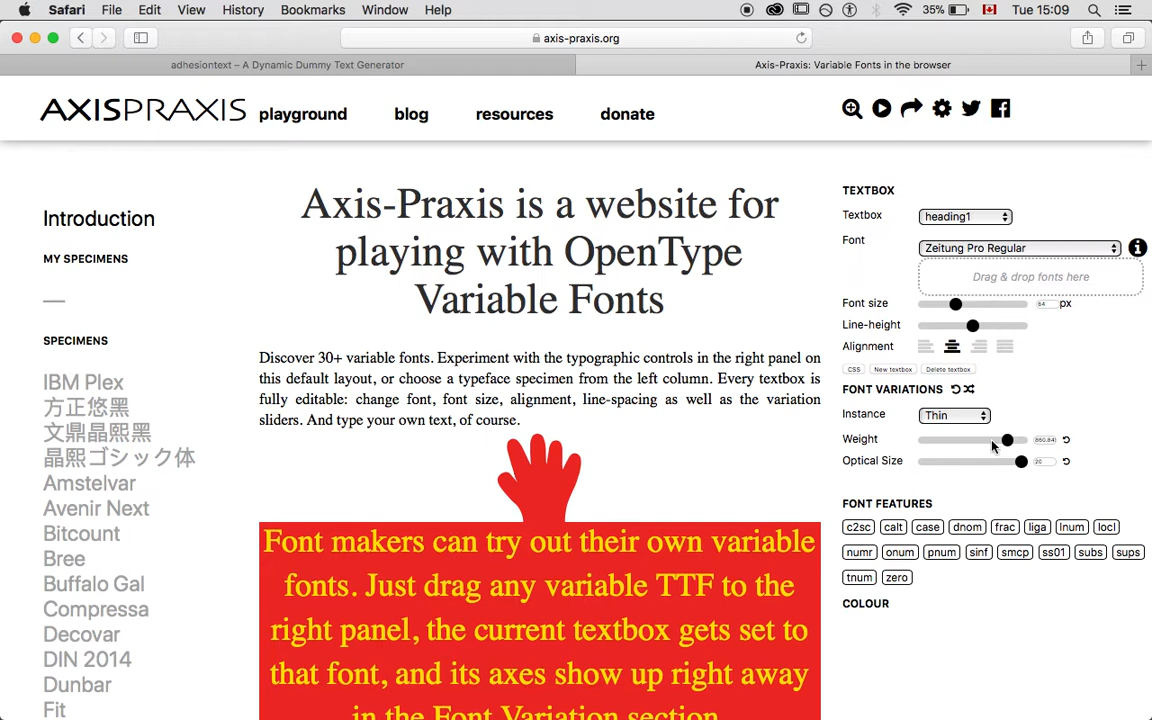 Safari File Edit View History Bookmarks Window Help 35% Tue 15:09
axis-praxis.org
adhesiontext – A Dynamic Dummy Text Generator Axis-Praxis: Variable Fonts in the browser
AXISPRAXIS playground blog resources donate
Introduction
MY SPECIMENS
—
SPECIMENS
IBM Plex
方正悠黑
文鼎晶熙黑
晶熙ゴシック体
Amstelvar
Avenir Next
Bitcount
Bree
Buffalo Gal
Compressa
Decovar
DIN 2014
Dunbar
Fit
Axis-Praxis is a website for
playing with OpenType
Variable Fonts
Discover 30+ variable fonts. Experiment with the typographic controls in the right panel on
this default layout, or choose a typeface specimen from the left column. Every textbox is
fully editable: change font, font size, alignment, line-spacing as well as the variation
sliders. And type your own text, of course.
Font makers can try out their own variable
fonts. Just drag any variable TTF to the
right panel, the current textbox gets set to
that font, and its axes show up right away
in the Font Variation section
TEXTBOX
Textbox heading1
Font Zeitung Pro Regular
Drag & drop fonts here
Font size 64 px
Line-height
Alignment
CSS New textbox Delete textbox
FONT VARIATIONS
Instance Thin
Weight
Optical Size 20
FONT FEATURES
c2sc calt case dnom frac liga lnum locl
numr onum pnum sinf smcp ss01 subs sups
tnum zero
COLOUR